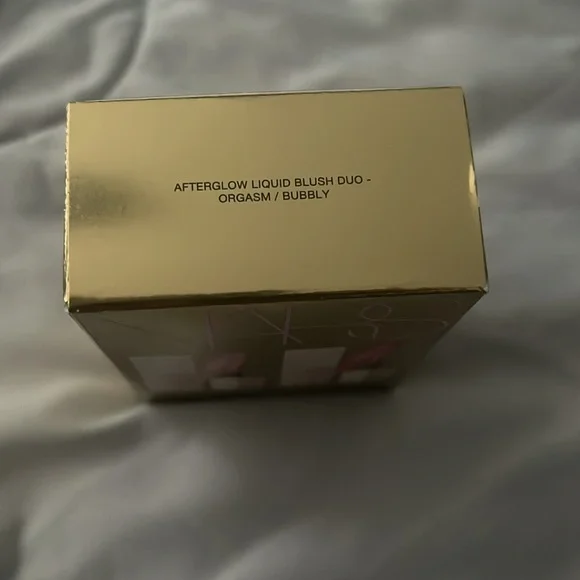 AFTERGLOW LIQUID BLUSH DUO -
ORGASM / BUBBLY